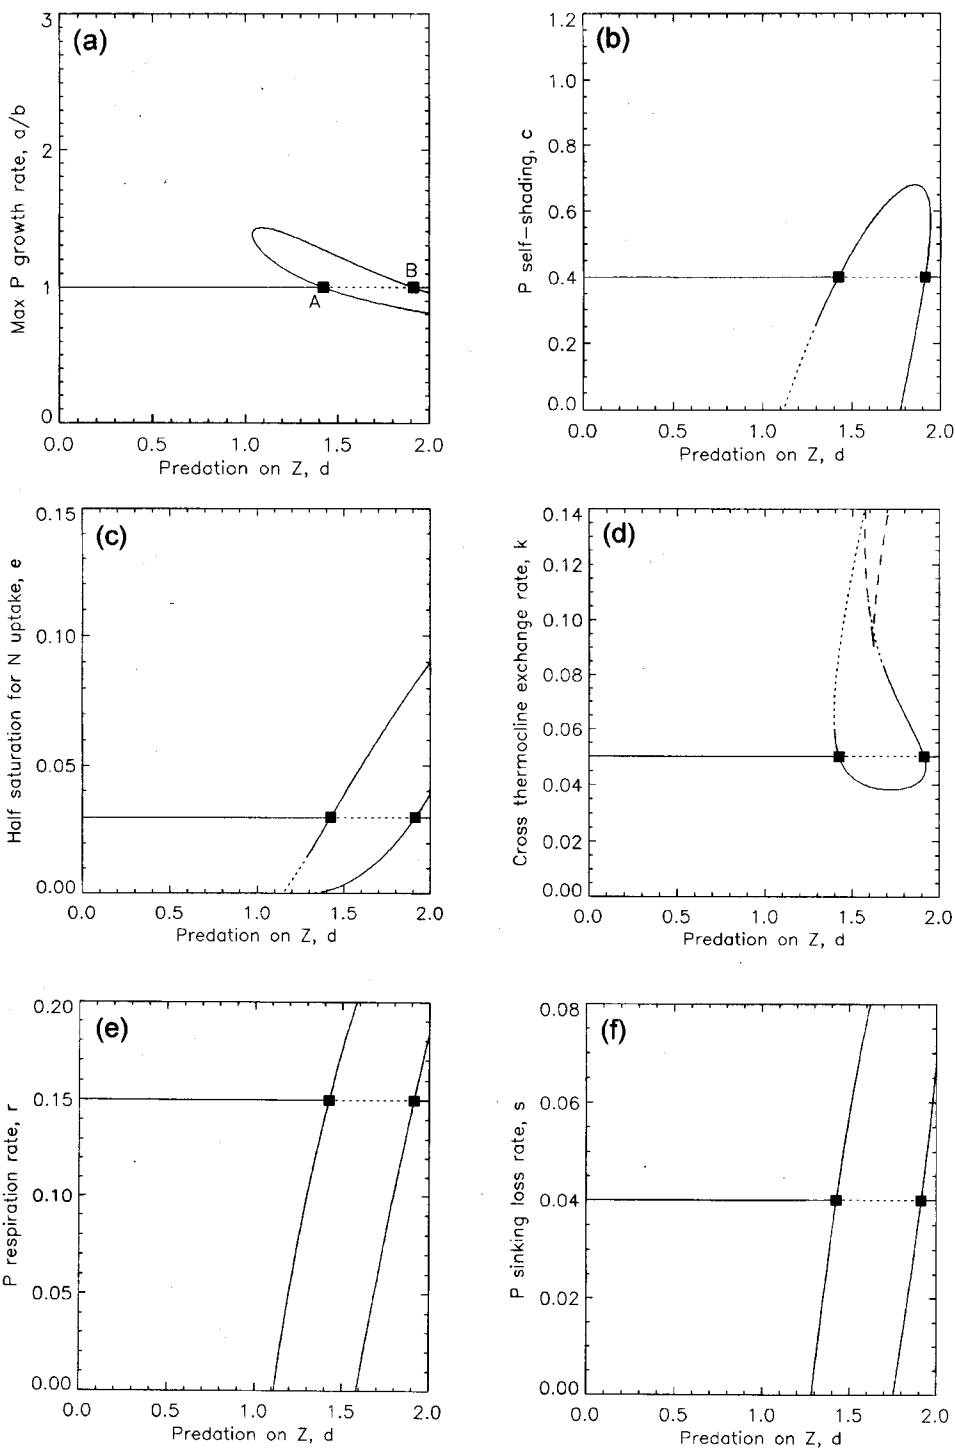 (a)
Max P growth rate, a/b
3
2
1
0
A
B
0.0 0.5 1.0 1.5 2.0
Predation on Z, d
(b)
P self-shading, c
1.2
1.0
0.8
0.6
0.4
0.2
0.0
0.0 0.5 1.0 1.5 2.0
Predation on Z, d
(c)
Half saturation for N uptake, e
0.15
0.10
0.05
0.00
0.0 0.5 1.0 1.5 2.0
Predation on Z, d
(d)
Cross thermocline exchange rate, k
0.14
0.12
0.10
0.08
0.06
0.04
0.02
0.00
0.0 0.5 1.0 1.5 2.0
Predation on Z, d
(e)
P respiration rate, r
0.20
0.15
0.10
0.05
0.00
0.0 0.5 1.0 1.5 2.0
Predation on Z, d
(f)
P sinking loss rate, s
0.08
0.06
0.04
0.02
0.00
0.0 0.5 1.0 1.5 2.0
Predation on Z, d